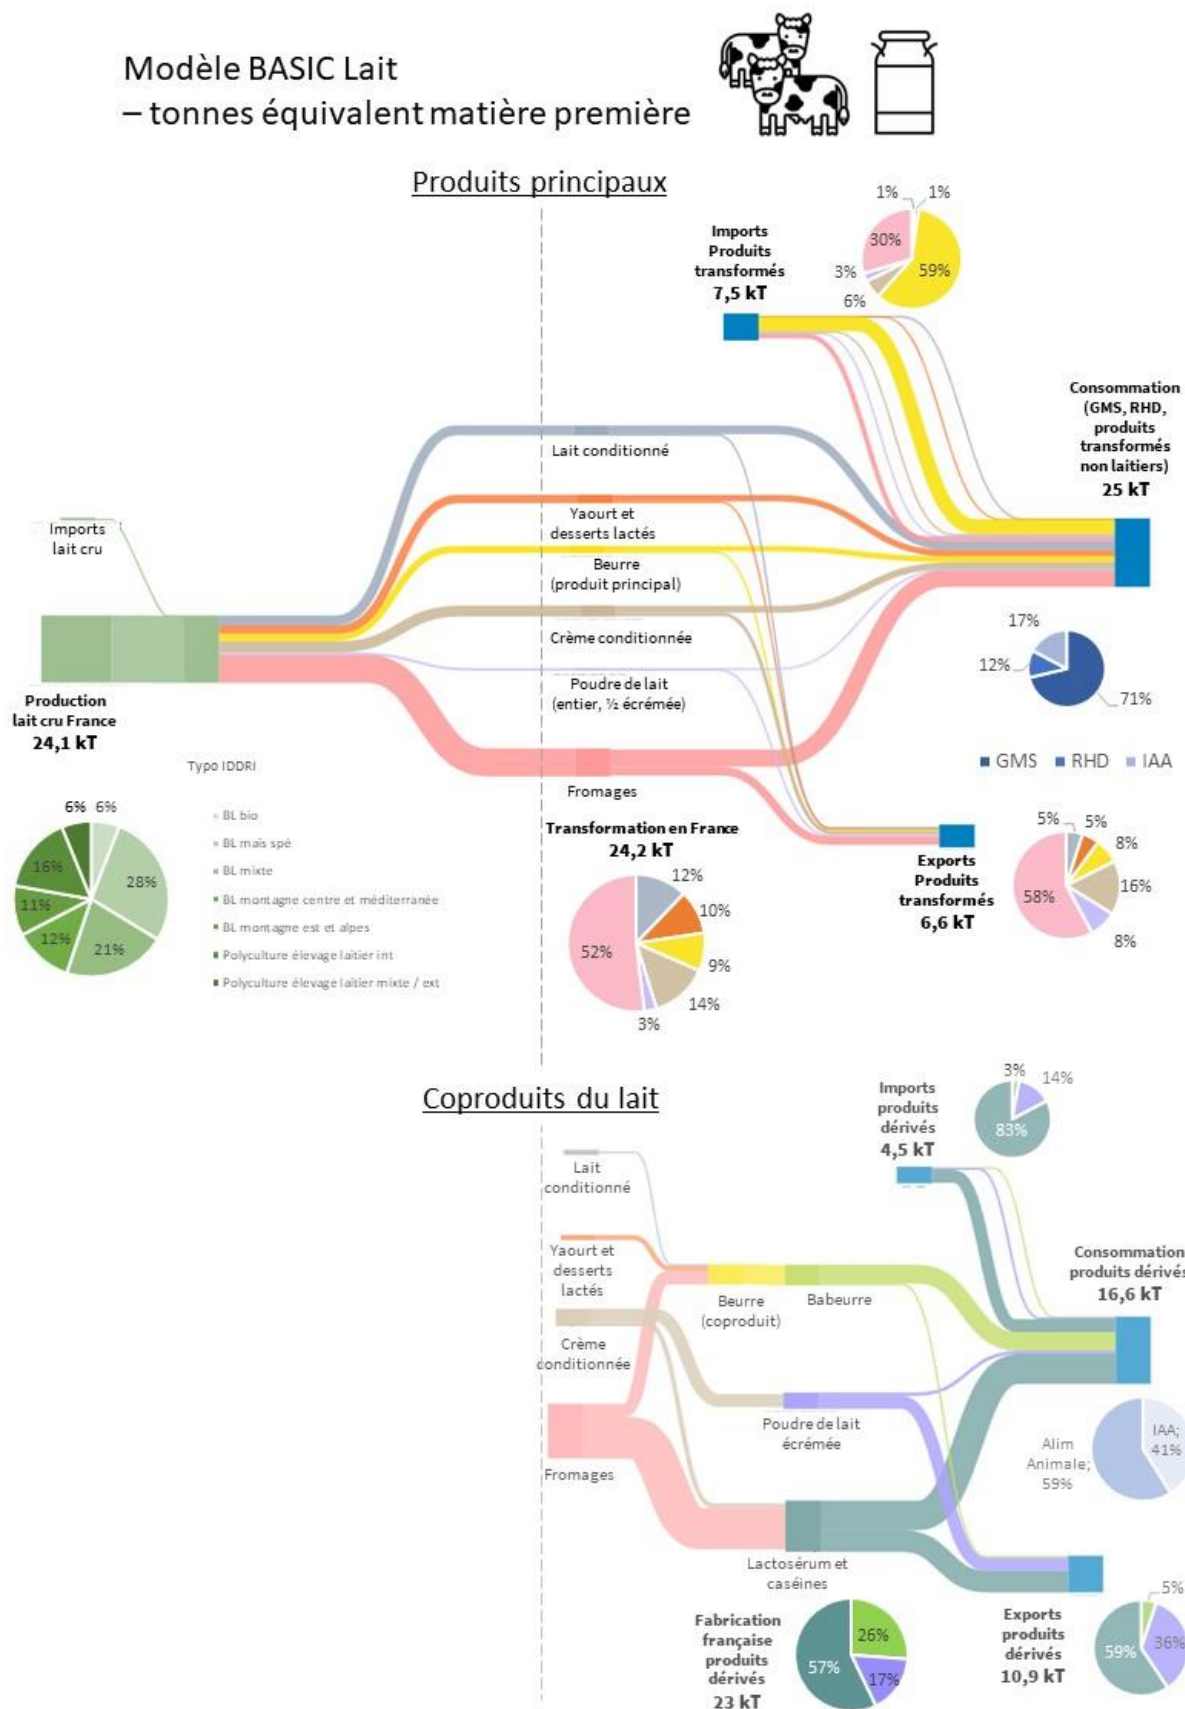 Modèle BASIC Lait
– tonnes équivalent matière première
Produits principaux
1%
1%
30%
59%
3%
6%
Imports
Produits
transformés
7,5 kT
Consommation
(GMS, RHD,
produits
transformés
non laitiers)
25 kT
Lait conditionné
Yaourt et
desserts lactés
Beurre
(produit principal)
Crème conditionnée
Poudre de lait
(entier, ½ écrémée)
Fromages
Imports
lait cru
Production
lait cru France
24,1 kT
17%
12%
71%
GMS
RHD
IAA
Typo IDDRI
6%
6%
16%
28%
11%
12%
21%
BL bio
BL maïs spé
BL mixte
BL montagne centre et méditerranée
BL montagne est et alpes
Polyculture élevage laitier int
Polyculture élevage laitier mixte / ext
Transformation en France
24,2 kT
12%
10%
52%
9%
14%
3%
Exports
Produits
transformés
6,6 kT
5%
5%
8%
58%
16%
8%
Coproduits du lait
Imports
produits
dérivés
4,5 kT
3%
14%
83%
Lait
conditionné
Yaourt et
desserts
lactés
Crème
conditionnée
Fromages
Beurre
(coproduit)
Babeurre
Poudre de lait
écrémée
Lactosérum et
caséines
Consommation
produits dérivés
16,6 kT
IAA;
41%
Alim
Animale;
59%
Fabrication
française
produits
dérivés
23 kT
26%
57%
17%
Exports
produits
dérivés
10,9 kT
5%
59%
36%